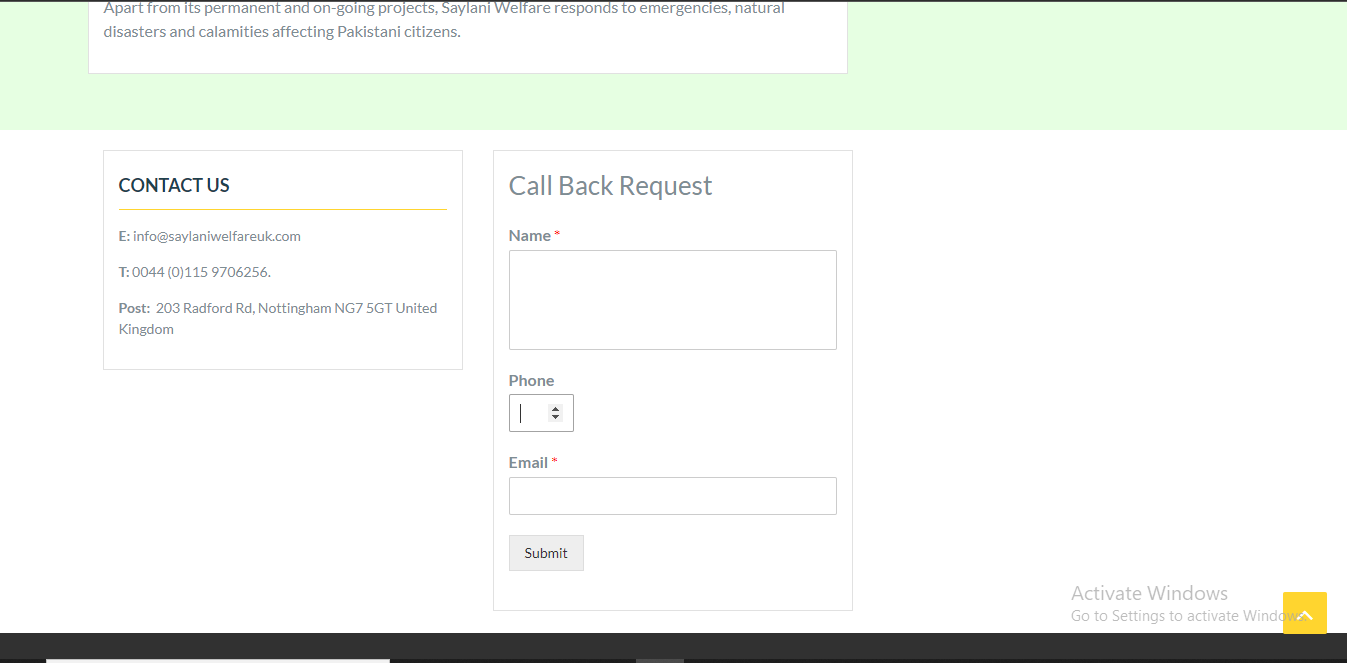 Apart from its permanent and on-going projects, Saylani Welfare responds to emergencies, natural
disasters and calamities affecting Pakistani citizens.
CONTACT US
E: info@saylaniwelfareuk.com
T: 0044 (0)115 9706256.
Post: 203 Radford Rd, Nottingham NG7 5GT United
Kingdom
Call Back Request
Name *
Phone
Email *
Submit
Activate Windows
Go to Settings to activate Windows.